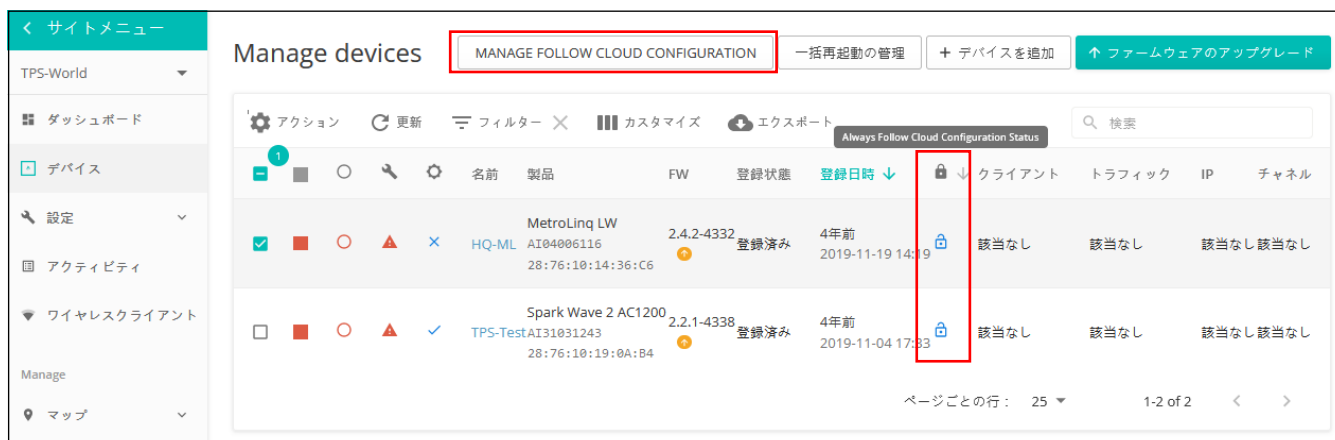 サイトメニュー
TPS-World
ダッシュボード
デバイス
設定
アクティビティ
ワイヤレスクライアント
Manage
マップ
Manage devices
MANAGE FOLLOW CLOUD CONFIGURATION
一括再起動の管理
+ デバイスを追加
ファームウェアのアップグレード
アクション
更新
フィルター
カスタマイズ
エクスポート
検索
Always Follow Cloud Configuration Status
1
名前 製品 FW 登録状態 登録日時 クライアント トラフィック IP チャネル
HQ-ML
MetroLinq LW
AI04006116
28:76:10:14:36:C6
2.4.2-4332
登録済み
4年前
2019-11-19 14:19
該当なし 該当なし 該当なし 該当なし
TPS-Test
Spark Wave 2 AC1200
AI31031243
28:76:10:19:0A:B4
2.2.1-4338
登録済み
4年前
2019-11-04 17:33
該当なし 該当なし 該当なし 該当なし
ページごとの行： 25 1-2 of 2